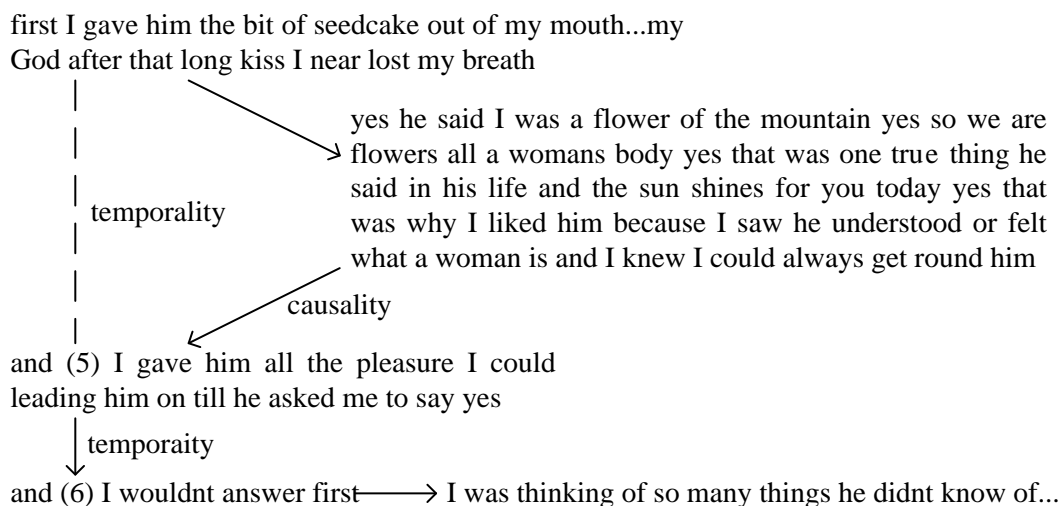 first I gave him the bit of seedcake out of my mouth...my
God after that long kiss I near lost my breath
yes he said I was a flower of the mountain yes so we are
flowers all a womans body yes that was one true thing he
said in his life and the sun shines for you today yes that
was why I liked him because I saw he understood or felt
what a woman is and I knew I could always get round him
temporality
causality
and (5) I gave him all the pleasure I could
leading him on till he asked me to say yes
temporaity
and (6) I wouldnt answer first I was thinking of so many things he didnt know of...